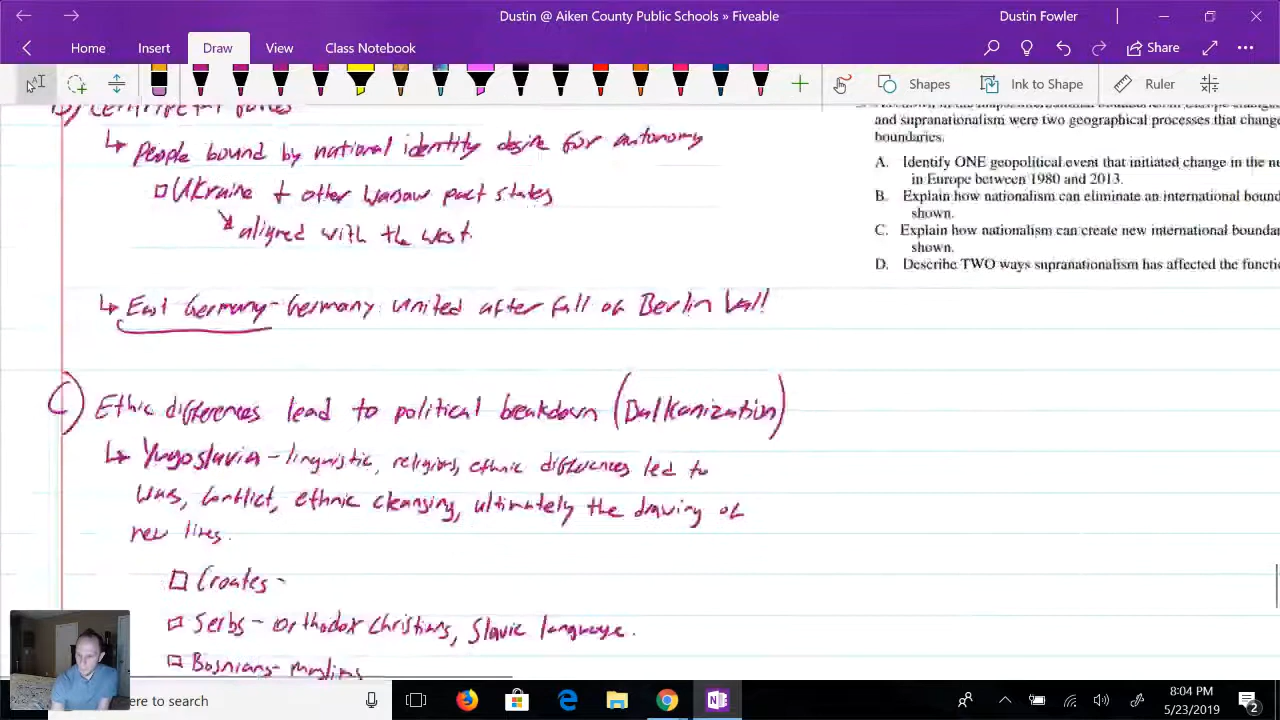 Dustin @ Aiken County Public Schools » Fiveable
Dustin Fowler
Home Insert Draw View Class Notebook
Share
Shapes
Ink to Shape
Ruler
B) Centripetal forces
↳ People bound by national identity desire for autonomy
□ Ukraine + other Warsaw pact states
↘ aligned with the west.
↳ East Germany - Germany united after fall of Berlin Wall
C) Ethic differences lead to political breakdown (Balkanization)
↳ Yugoslavia - linguistic, religious, ethnic differences led to
wars, conflict, ethnic cleansing, ultimately the drawing of
new lines.
□ Croates -
□ Serbs - Orthodox Christians, Slavic language.
□ Bosnians - muslims
and supranationalism were two geographical processes that change
boundaries.
A. Identify ONE geopolitical event that initiated change in the nu
in Europe between 1980 and 2013.
B. Explain how nationalism can eliminate an international bound
shown.
C. Explain how nationalism can create new international bounda
shown.
D. Describe TWO ways supranationalism has affected the functi
here to search
8:04 PM
5/23/2019
2